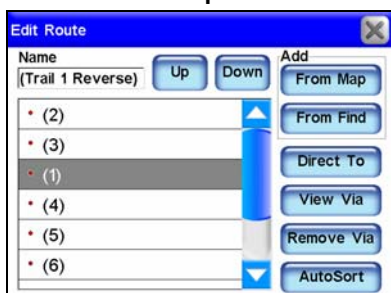 Edit Route
Name
(Trail 1 Reverse)
Up
Down
Add
From Map
From Find
(2)
(3)
(1)
(4)
(5)
(6)
Direct To
View Via
Remove Via
AutoSort